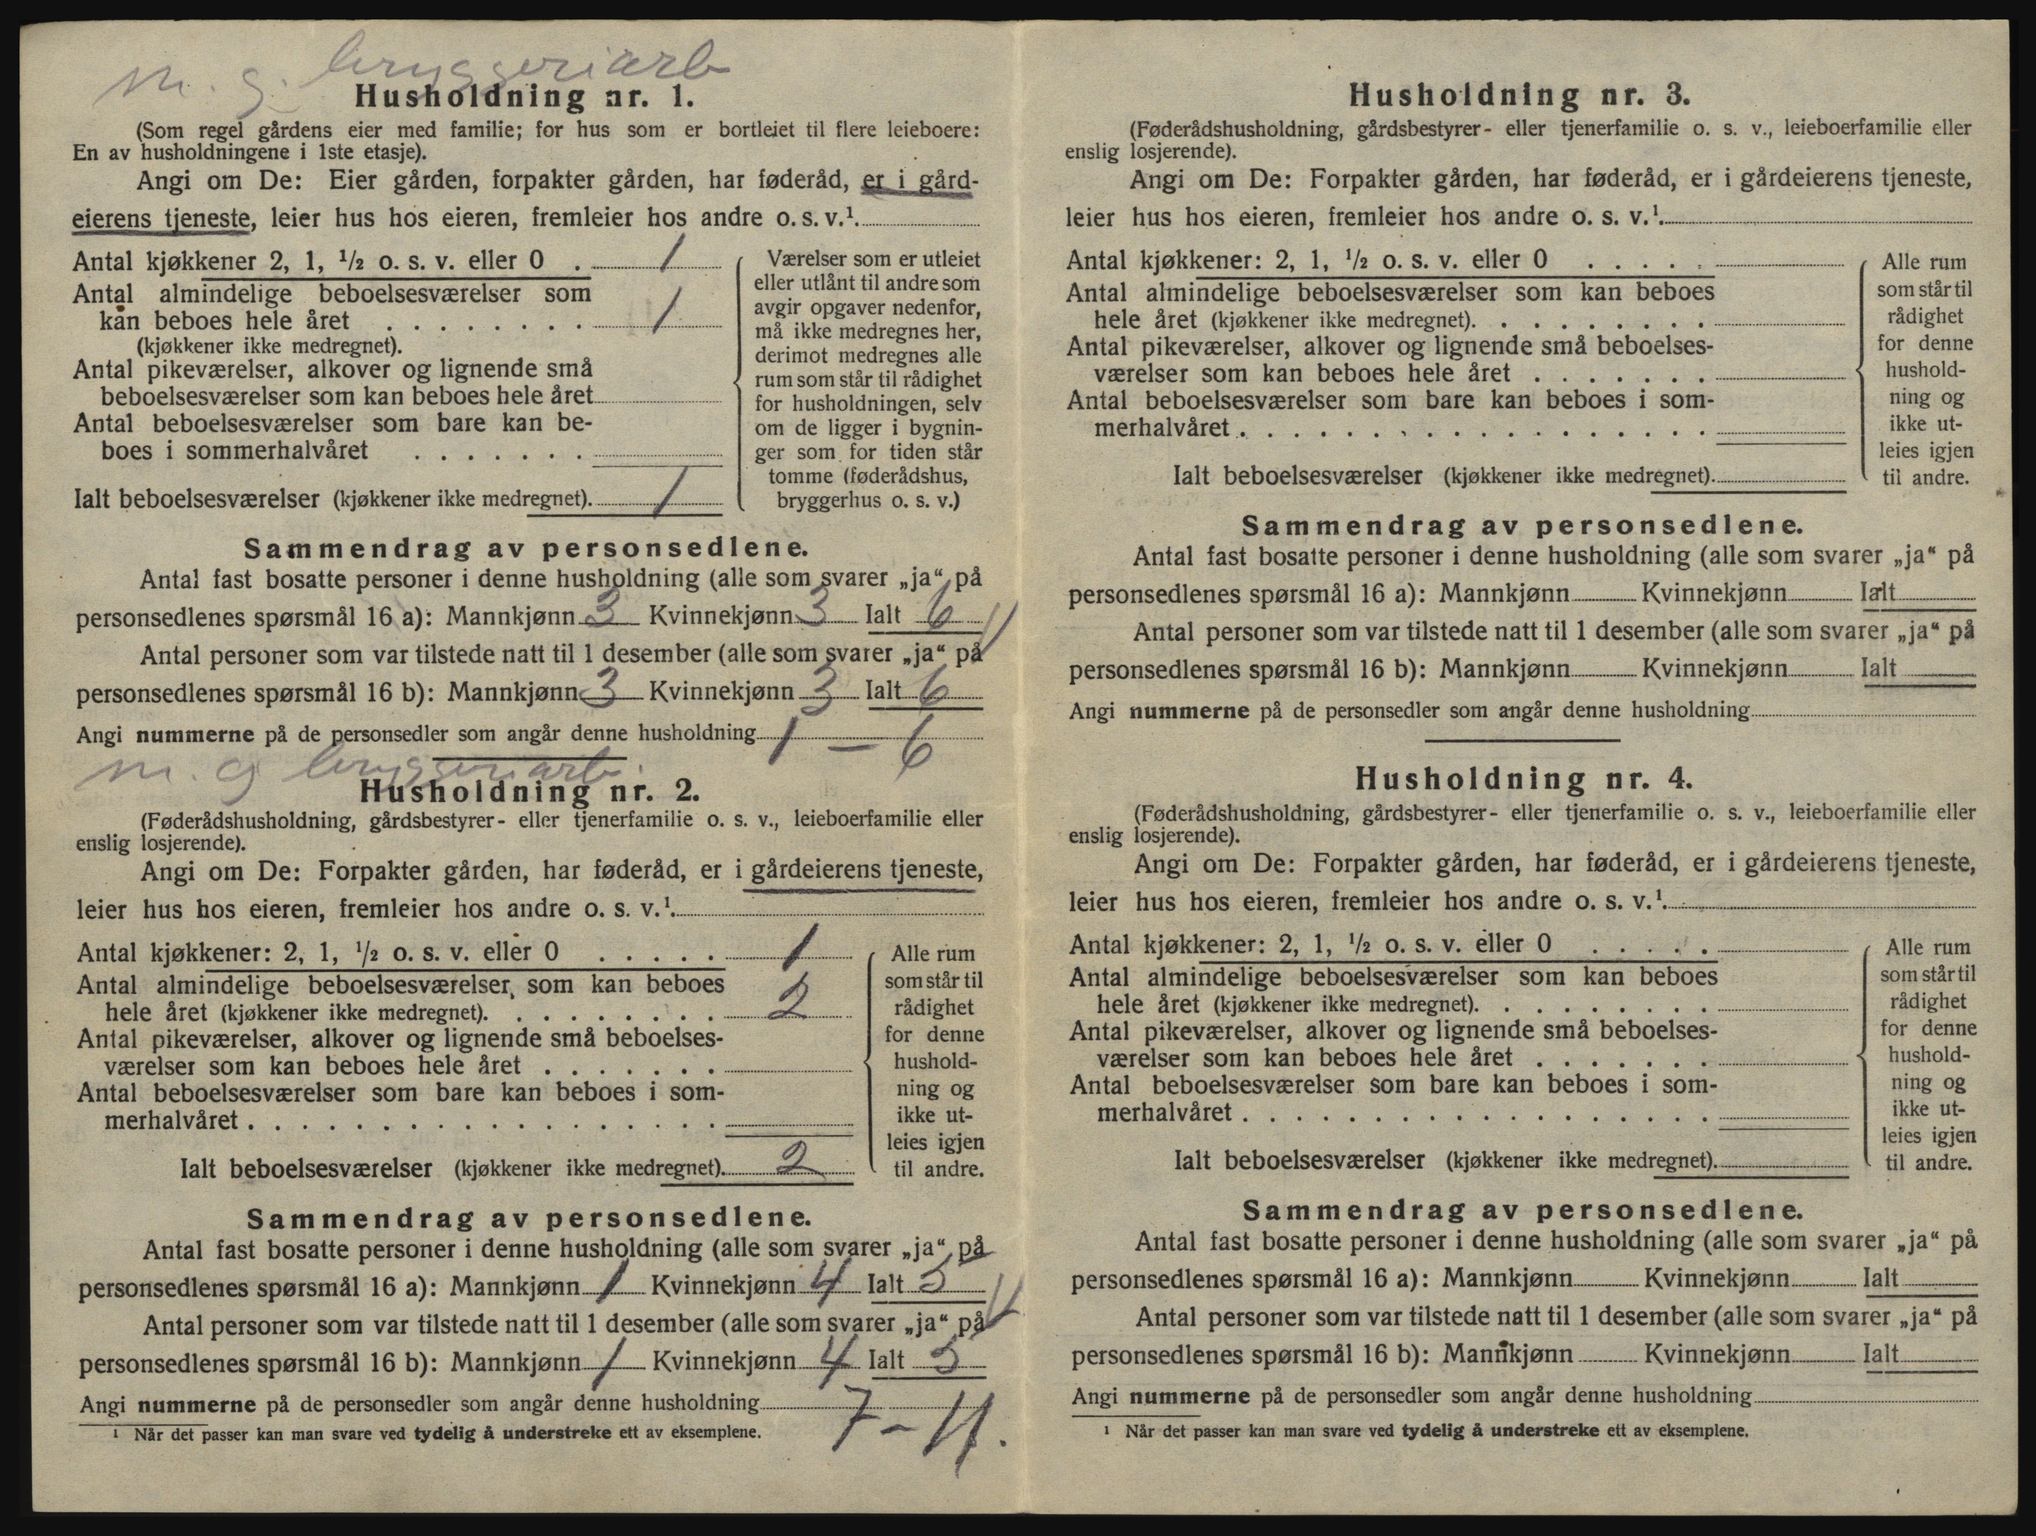 m. g. bryggeriarb
Husholdning nr. 1.
(Som regel gårdens eier med familie; for hus som er bortleiet til flere leieboere:
En av husholdningene i 1ste etasje).
Angi om De: Eier gården, forpakter gården, har føderåd, er i gård-
eierens tjeneste, leier hus hos eieren, fremleier hos andre o. s. v.¹.
Antal kjøkkener 2, 1, ½ o. s. v. eller 0 . 1
Antal almindelige beboelsesværelser som
kan beboes hele året . . . . . . . . 1
(kjøkkener ikke medregnet).
Antal pikeværelser, alkover og lignende små
beboelsesværelser som kan beboes hele året
Antal beboelsesværelser som bare kan be-
boes i sommerhalvåret . . . . . . .
Ialt beboelsesværelser (kjøkkener ikke medregnet). 1
Værelser som er utleiet
eller utlånt til andre som
avgir opgaver nedenfor,
må ikke medregnes her,
derimot medregnes alle
rum som står til rådighet
for husholdningen, selv
om de ligger i bygnin-
ger som for tiden står
tomme (føderådshus,
bryggerhus o. s. v.)
Sammendrag av personsedlene.
Antal fast bosatte personer i denne husholdning (alle som svarer „ja“ på
personsedlenes spørsmål 16 a): Mannkjønn 3 Kvinnekjønn 3 Ialt 6
Antal personer som var tilstede natt til 1 desember (alle som svarer „ja“ på
personsedlenes spørsmål 16 b): Mannkjønn 3 Kvinnekjønn 3 Ialt 6
Angi nummerne på de personsedler som angår denne husholdning 1 – 6
m. g bryggeriarb.
Husholdning nr. 2.
(Føderådshusholdning, gårdsbestyrer- eller tjenerfamilie o. s. v., leieboerfamilie eller
enslig losjerende).
Angi om De: Forpakter gården, har føderåd, er i gårdeierens tjeneste,
leier hus hos eieren, fremleier hos andre o. s. v.¹.
Antal kjøkkener: 2, 1, ½ o. s. v. eller 0 . . . . . 1
Antal almindelige beboelsesværelser som kan beboes
hele året (kjøkkener ikke medregnet). . . . . . . . . 2
Antal pikeværelser, alkover og lignende små beboelses-
værelser som kan beboes hele året . . . . . . .
Antal beboelsesværelser som bare kan beboes i som-
merhalvåret . . . . . . . . . . . . . . . . . .
Ialt beboelsesværelser (kjøkkener ikke medregnet). 2
Alle rum
som står til
rådighet
for denne
hushold-
ning og
ikke ut-
leies igjen
til andre.
Sammendrag av personsedlene.
Antal fast bosatte personer i denne husholdning (alle som svarer „ja“ på
personsedlenes spørsmål 16 a): Mannkjønn 1 Kvinnekjønn 4 Ialt 5
Antal personer som var tilstede natt til 1 desember (alle som svarer „ja“ på
personsedlenes spørsmål 16 b): Mannkjønn 1 Kvinnekjønn 4 Ialt 5
Angi nummerne på de personsedler som angår denne husholdning 7 – 11.
¹ Når det passer kan man svare ved tydelig å understreke ett av eksemplene.
Husholdning nr. 3.
(Føderådshusholdning, gårdsbestyrer- eller tjenerfamilie o. s. v., leieboerfamilie eller
enslig losjerende).
Angi om De: Forpakter gården, har føderåd, er i gårdeierens tjeneste,
leier hus hos eieren, fremleier hos andre o. s. v.¹.
Antal kjøkkener: 2, 1, ½ o. s. v. eller 0 . . . . .
Antal almindelige beboelsesværelser som kan beboes
hele året (kjøkkener ikke medregnet). . . . . . . . .
Antal pikeværelser, alkover og lignende små beboelses-
værelser som kan beboes hele året . . . . . . .
Antal beboelsesværelser som bare kan beboes i som-
merhalvåret . . . . . . . . . . . . . . . . . .
Ialt beboelsesværelser (kjøkkener ikke medregnet).
Alle rum
som står til
rådighet
for denne
hushold-
ning og
ikke ut-
leies igjen
til andre.
Sammendrag av personsedlene.
Antal fast bosatte personer i denne husholdning (alle som svarer „ja“ på
personsedlenes spørsmål 16 a): Mannkjønn Kvinnekjønn Ialt
Antal personer som var tilstede natt til 1 desember (alle som svarer „ja“ på
personsedlenes spørsmål 16 b): Mannkjønn Kvinnekjønn Ialt
Angi nummerne på de personsedler som angår denne husholdning
Husholdning nr. 4.
(Føderådshusholdning, gårdsbestyrer- eller tjenerfamilie o. s. v., leieboerfamilie eller
enslig losjerende).
Angi om De: Forpakter gården, har føderåd, er i gårdeierens tjeneste,
leier hus hos eieren, fremleier hos andre o. s. v.¹.
Antal kjøkkener: 2, 1, ½ o. s. v. eller 0 . . . . .
Antal almindelige beboelsesværelser som kan beboes
hele året (kjøkkener ikke medregnet). . . . . . . . .
Antal pikeværelser, alkover og lignende små beboelses-
værelser som kan beboes hele året . . . . . . .
Antal beboelsesværelser som bare kan beboes i som-
merhalvåret . . . . . . . . . . . . . . . . . .
Ialt beboelsesværelser (kjøkkener ikke medregnet).
Alle rum
som står til
rådighet
for denne
hushold-
ning og
ikke ut-
leies igjen
til andre.
Sammendrag av personsedlene.
Antal fast bosatte personer i denne husholdning (alle som svarer „ja“ på
personsedlenes spørsmål 16 a): Mannkjønn Kvinnekjønn Ialt
Antal personer som var tilstede natt til 1 desember (alle som svarer „ja“ på
personsedlenes spørsmål 16 b): Mannkjønn Kvinnekjønn Ialt
Angi nummerne på de personsedler som angår denne husholdning
¹ Når det passer kan man svare ved tydelig å understreke ett av eksemplene.